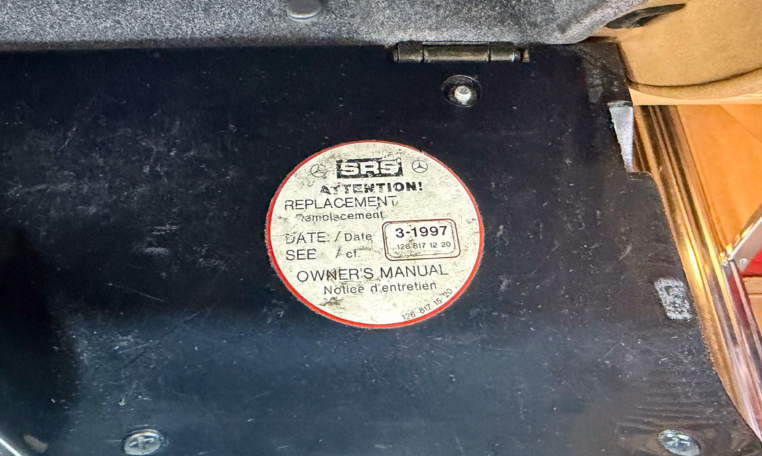 SRS
ATTENTION!
REPLACEMENT
Remplacement
DATE / Date 3-1997
126 817 12 20
SEE / cf.
OWNER'S MANUAL
Notice d'entretien
126 817 15 20